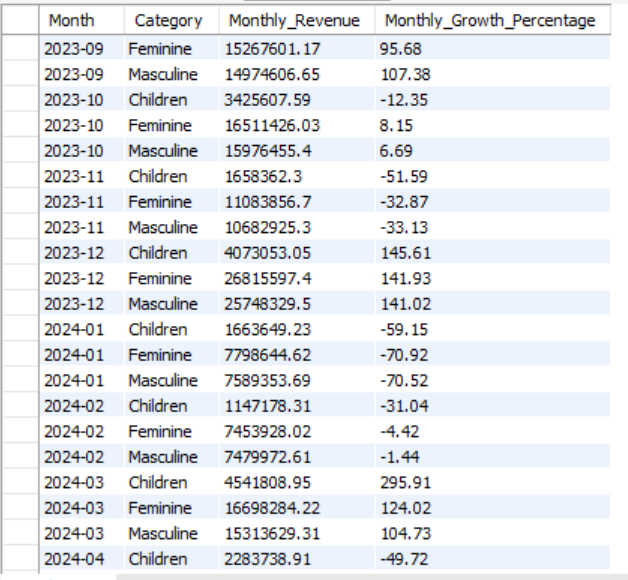 Month Category Monthly_Revenue Monthly_Growth_Percentage
2023-09 Feminine 15267601.17 95.68
2023-09 Masculine 14974606.65 107.38
2023-10 Children 3425607.59 -12.35
2023-10 Feminine 16511426.03 8.15
2023-10 Masculine 15976455.4 6.69
2023-11 Children 1658362.3 -51.59
2023-11 Feminine 11083856.7 -32.87
2023-11 Masculine 10682925.3 -33.13
2023-12 Children 4073053.05 145.61
2023-12 Feminine 26815597.4 141.93
2023-12 Masculine 25748329.5 141.02
2024-01 Children 1663649.23 -59.15
2024-01 Feminine 7798644.62 -70.92
2024-01 Masculine 7589353.69 -70.52
2024-02 Children 1147178.31 -31.04
2024-02 Feminine 7453928.02 -4.42
2024-02 Masculine 7479972.61 -1.44
2024-03 Children 4541808.95 295.91
2024-03 Feminine 16698284.22 124.02
2024-03 Masculine 15313629.31 104.73
2024-04 Children 2283738.91 -49.72